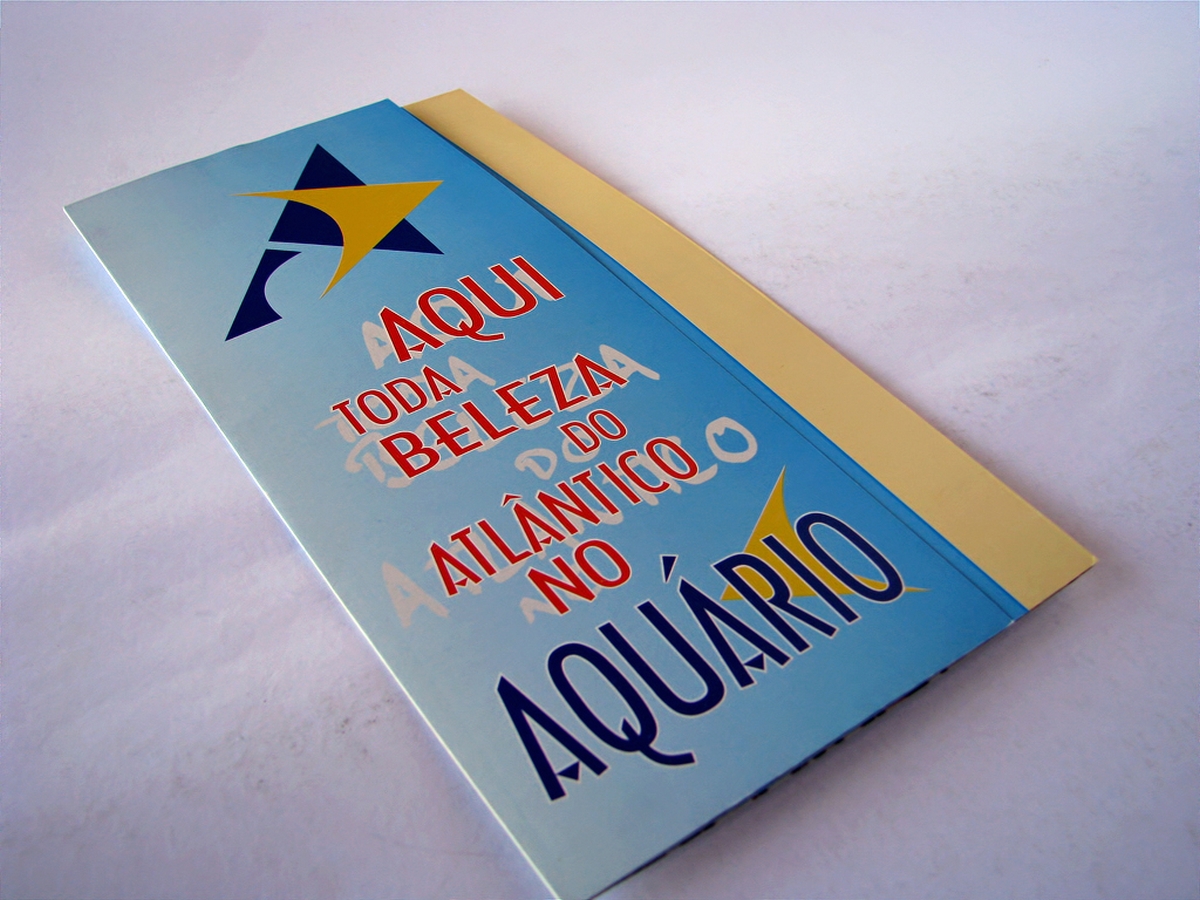 AQUI
TODA
BELEZA
DO
ATLÂNTICO
NO
AQUÁRIO